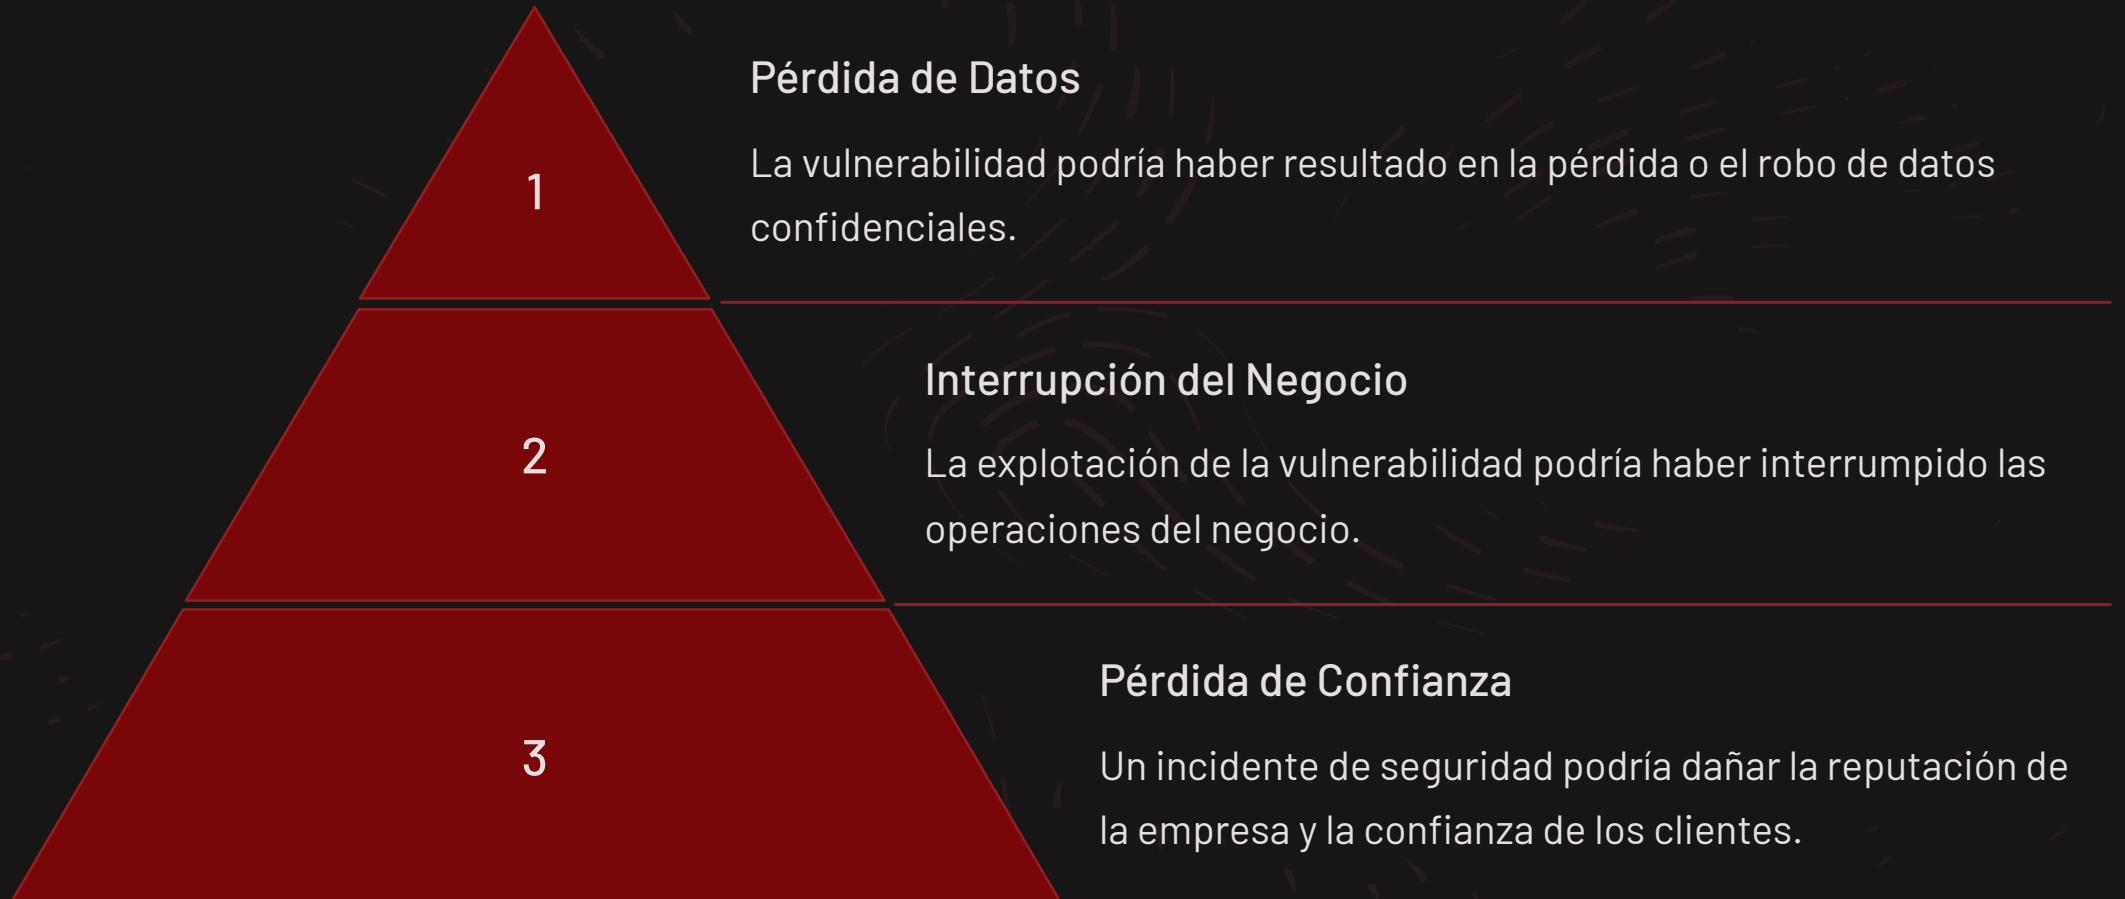 1
Pérdida de Datos
La vulnerabilidad podría haber resultado en la pérdida o el robo de datos
confidenciales.
2
Interrupción del Negocio
La explotación de la vulnerabilidad podría haber interrumpido las
operaciones del negocio.
3
Pérdida de Confianza
Un incidente de seguridad podría dañar la reputación de
la empresa y la confianza de los clientes.